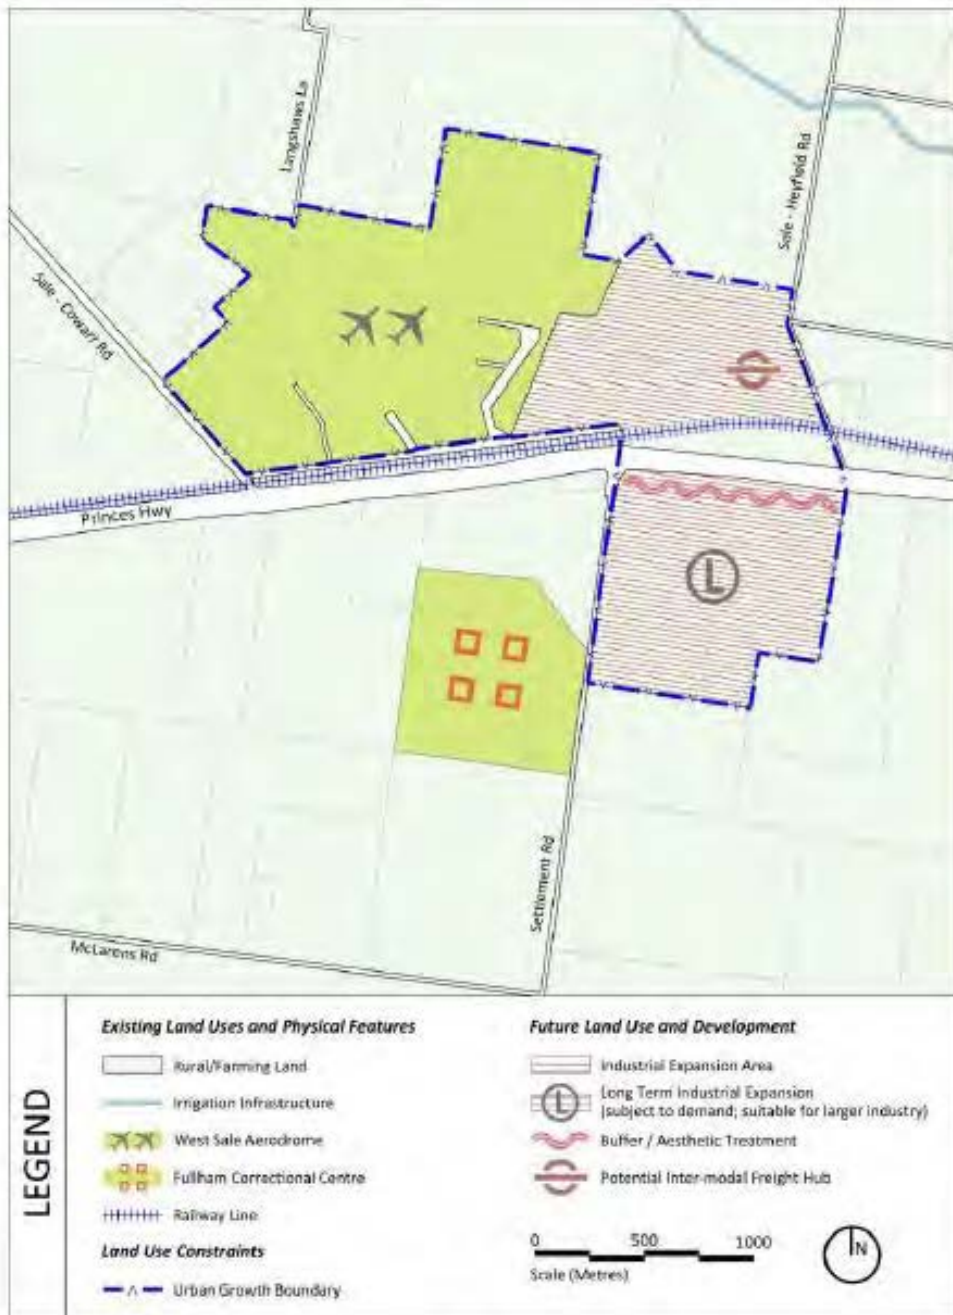 Langshaws La
Sale - Heyfield Rd
Sale - Cowarr Rd
Princes Hwy
L
Settlement Rd
McLarens Rd
LEGEND
Existing Land Uses and Physical Features
Rural/Farming Land
Irrigation Infrastructure
West Sale Aerodrome
Fullham Correctional Centre
Railway Line
Land Use Constraints
Urban Growth Boundary
Future Land Use and Development
Industrial Expansion Area
L
Long Term Industrial Expansion
(subject to demand; suitable for larger industry)
Buffer / Aesthetic Treatment
Potential Inter-modal Freight Hub
0 500 1000
Scale (Metres)
N